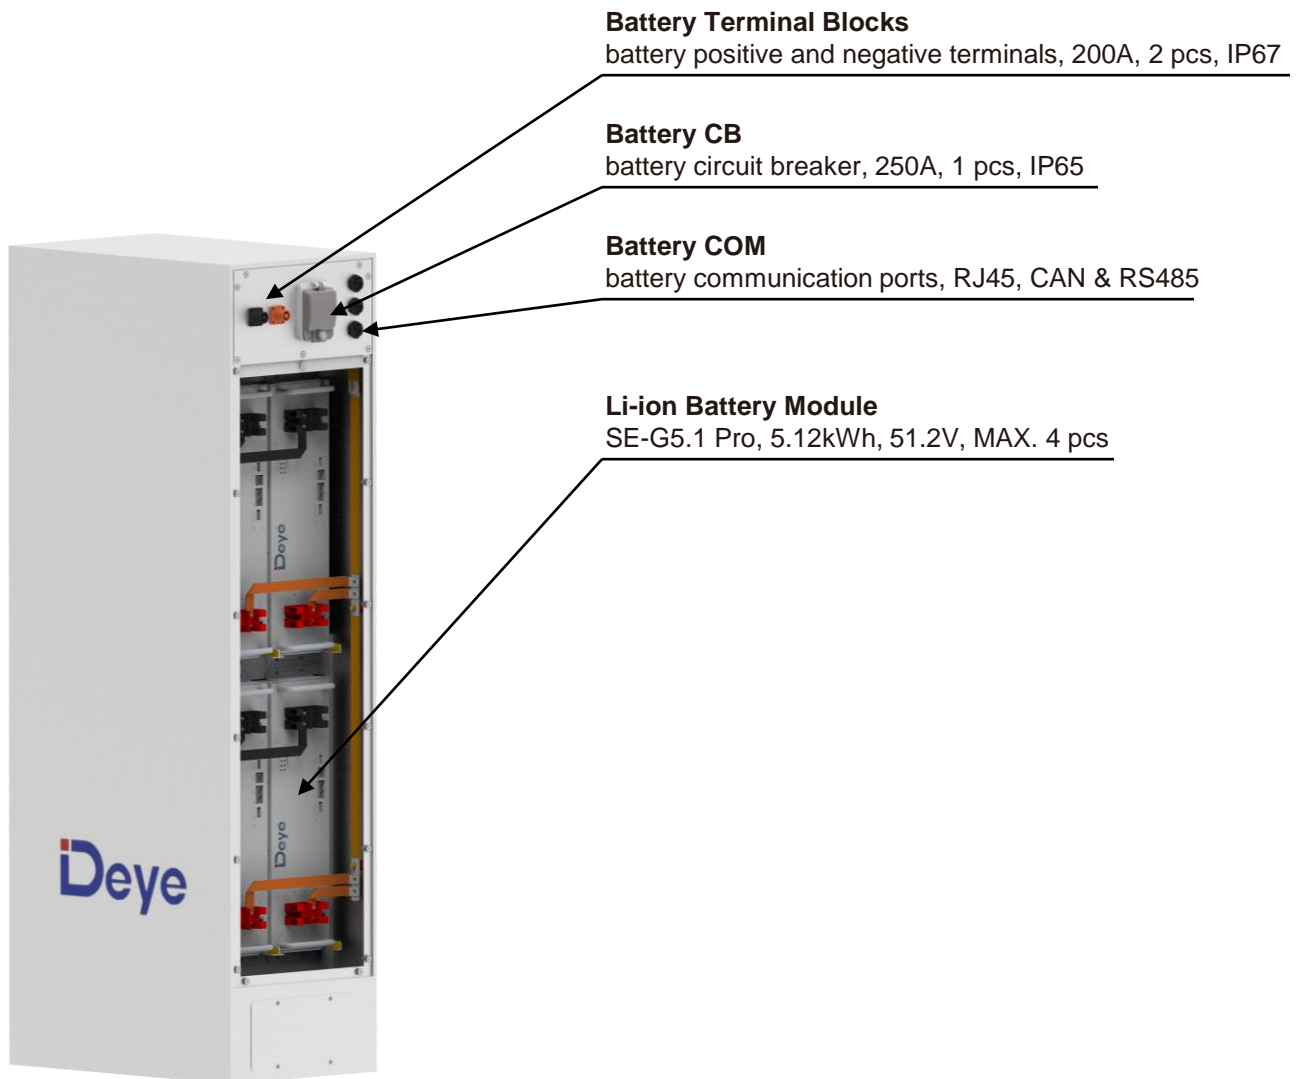 Battery Terminal Blocks
battery positive and negative terminals, 200A, 2 pcs, IP67
Battery CB
battery circuit breaker, 250A, 1 pcs, IP65
Battery COM
battery communication ports, RJ45, CAN & RS485
Li-ion Battery Module
SE-G5.1 Pro, 5.12kWh, 51.2V, MAX. 4 pcs
Deye
Deye
Deye